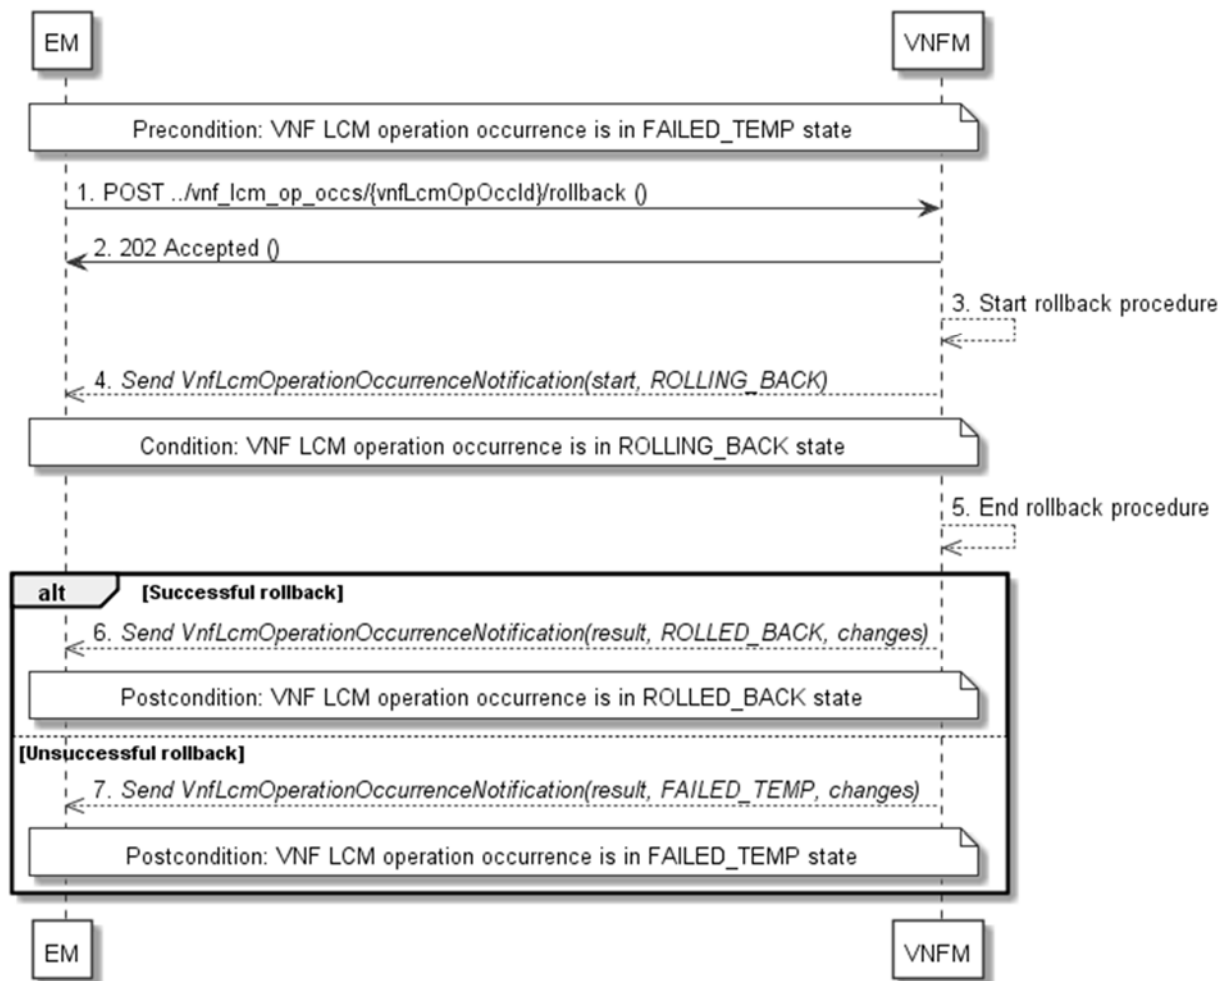 EM VNFM
Precondition: VNF LCM operation occurrence is in FAILED_TEMP state
1. POST ../vnf_lcm_op_occs/{vnfLcmOpOccId}/rollback ()
2. 202 Accepted ()
3. Start rollback procedure
4. Send VnfLcmOperationOccurrenceNotification(start, ROLLING_BACK)
Condition: VNF LCM operation occurrence is in ROLLING_BACK state
5. End rollback procedure
alt [Successful rollback]
6. Send VnfLcmOperationOccurrenceNotification(result, ROLLED_BACK, changes)
Postcondition: VNF LCM operation occurrence is in ROLLED_BACK state
[Unsuccessful rollback]
7. Send VnfLcmOperationOccurrenceNotification(result, FAILED_TEMP, changes)
Postcondition: VNF LCM operation occurrence is in FAILED_TEMP state
EM VNFM